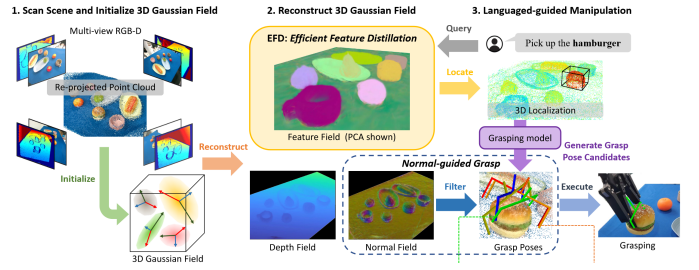 1. Scan Scene and Initialize 3D Gaussian Field
Multi-view RGB-D
Re-projected Point Cloud
Initialize
3D Gaussian Field
Reconstruct
2. Reconstruct 3D Gaussian Field
EFD: Efficient Feature Distillation
Feature Field (PCA shown)
Depth Field
Normal Field
Normal-guided Grasp
Filter
3. Languaged-guided Manipulation
Query
Pick up the hamburger
Locate
3D Localization
Grasping model
Generate Grasp
Pose Candidates
Grasp Poses
Execute
Grasping